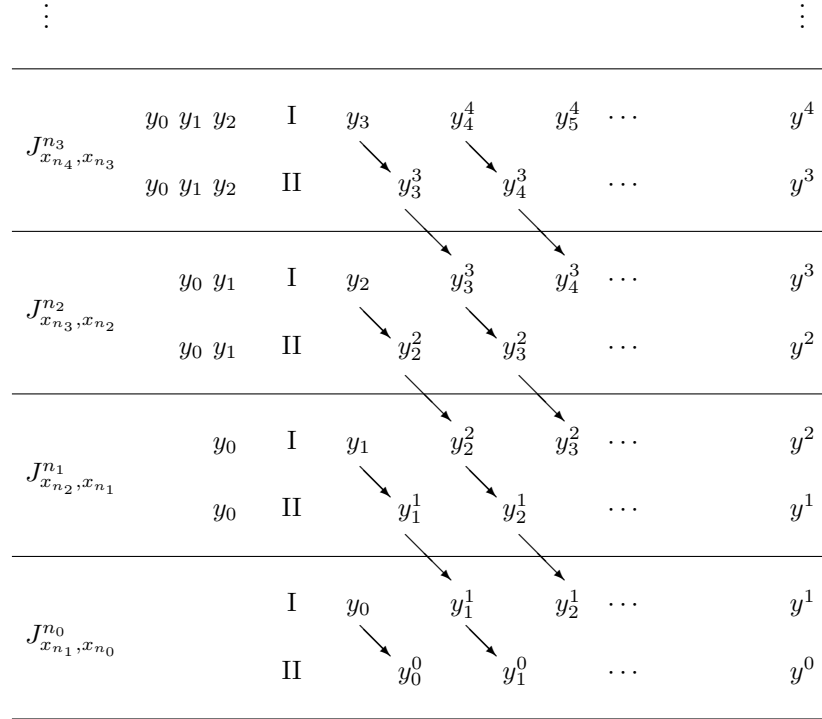 ⋮ ⋮
y_0 y_1 y_2 I y_3 y_4^4 y_5^4 ⋯ y^4
J^{n_3}_{x_{n_4},x_{n_3}}
y_0 y_1 y_2 II y_3^3 y_4^3 ⋯ y^3
y_0 y_1 I y_2 y_3^3 y_4^3 ⋯ y^3
J^{n_2}_{x_{n_3},x_{n_2}}
y_0 y_1 II y_2^2 y_3^2 ⋯ y^2
y_0 I y_1 y_2^2 y_3^2 ⋯ y^2
J^{n_1}_{x_{n_2},x_{n_1}}
y_0 II y_1^1 y_2^1 ⋯ y^1
I y_0 y_1^1 y_2^1 ⋯ y^1
J^{n_0}_{x_{n_1},x_{n_0}}
II y_0^0 y_1^0 ⋯ y^0